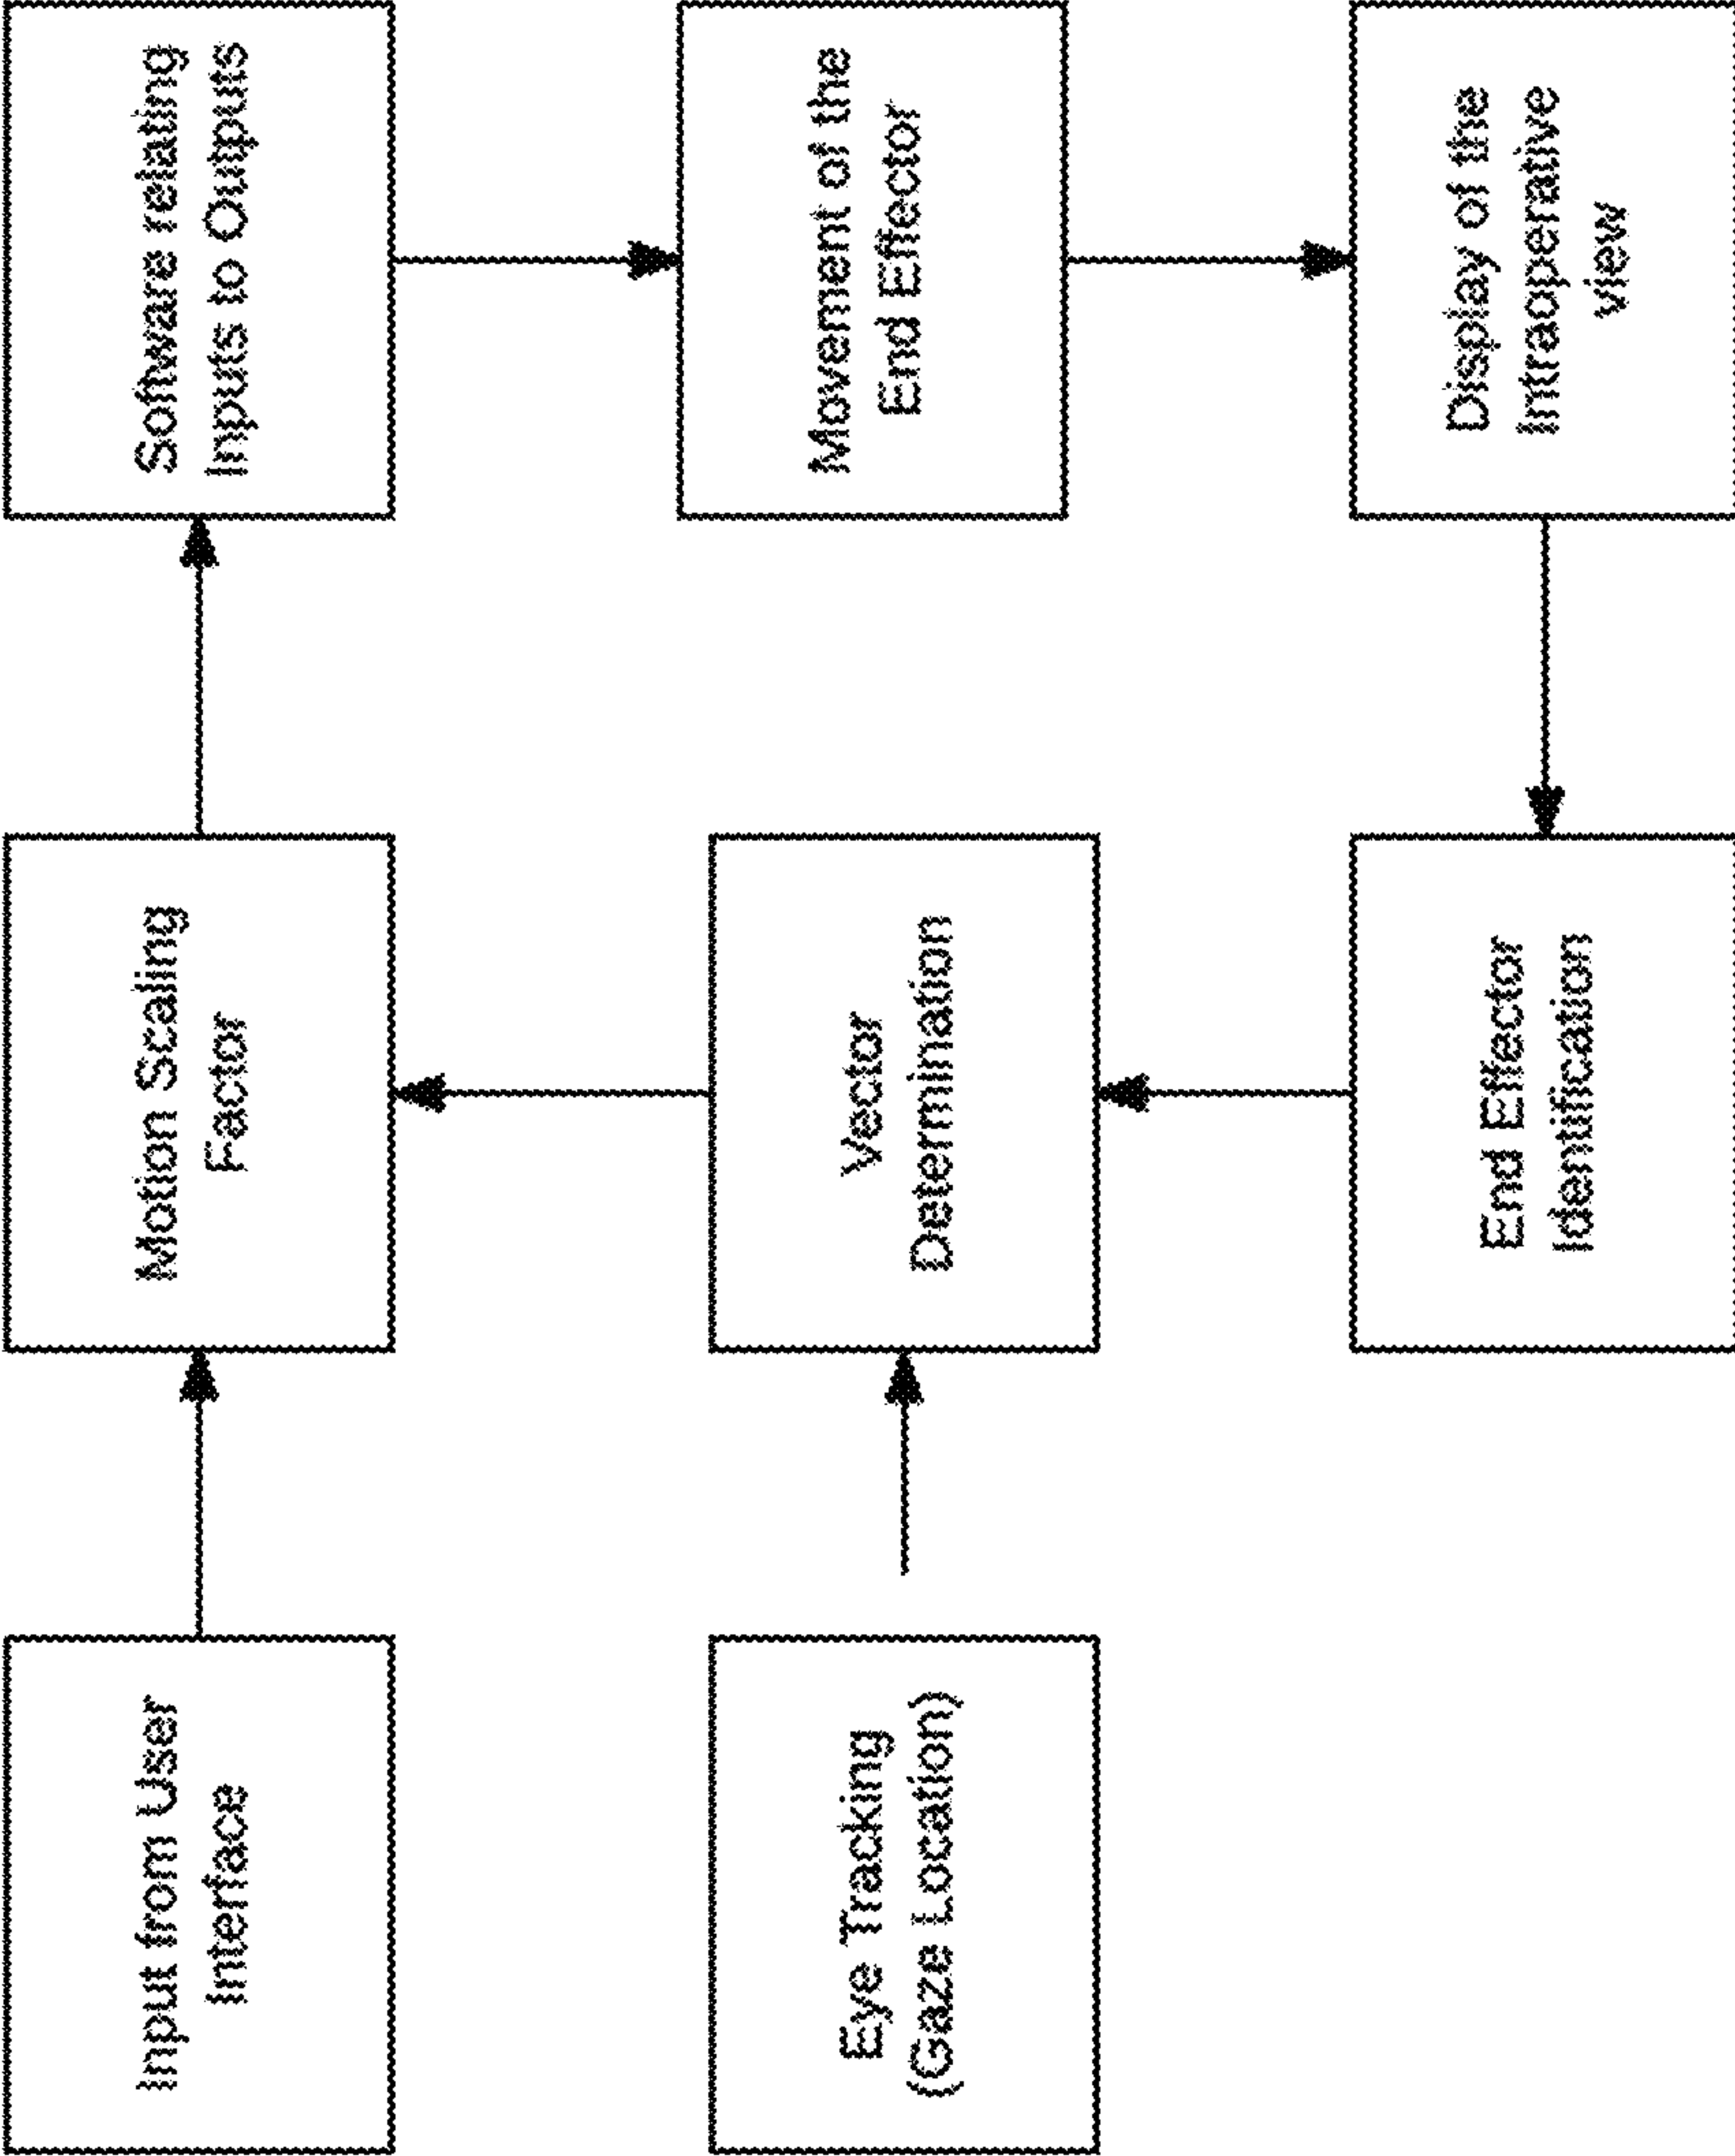 Input from User
Interface
Motion Scaling
Factor
Software relating
Inputs to Outputs
Eye Tracking
(Gaze Location)
Vector
Determination
Movement of the
End Effector
End Effector
Identification
Display of the
Intraoperative
view